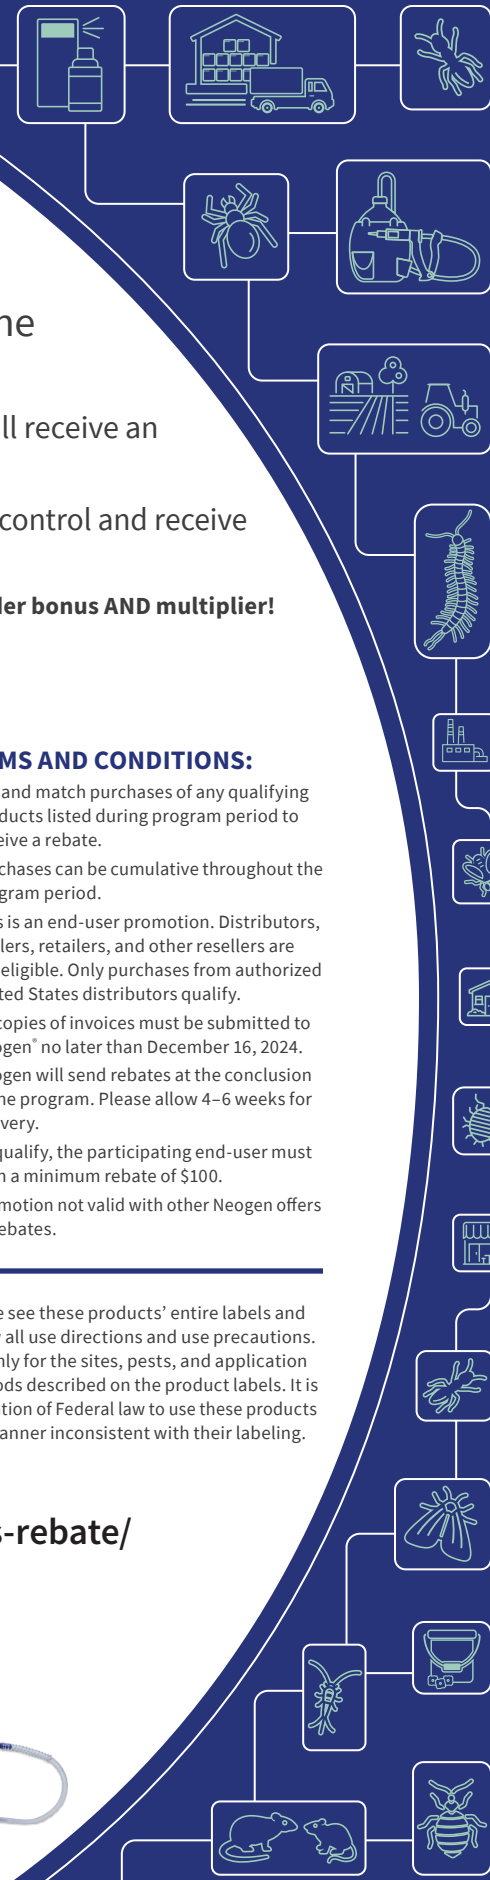 ne
ll receive an
control and receive
der bonus AND multiplier!
MS AND CONDITIONS:
and match purchases of any qualifying
ducts listed during program period to
eive a rebate.
chases can be cumulative throughout the
gram period.
s is an end-user promotion. Distributors,
lers, retailers, and other resellers are
eligible. Only purchases from authorized
ted States distributors qualify.
copies of invoices must be submitted to
ogen® no later than December 16, 2024.
ogen will send rebates at the conclusion
he program. Please allow 4–6 weeks for
very.
qualify, the participating end-user must
n a minimum rebate of $100.
motion not valid with other Neogen offers
ebates.
e see these products’ entire labels and
all use directions and use precautions.
nly for the sites, pests, and application
ods described on the product labels. It is
tion of Federal law to use these products
anner inconsistent with their labeling.
s-rebate/